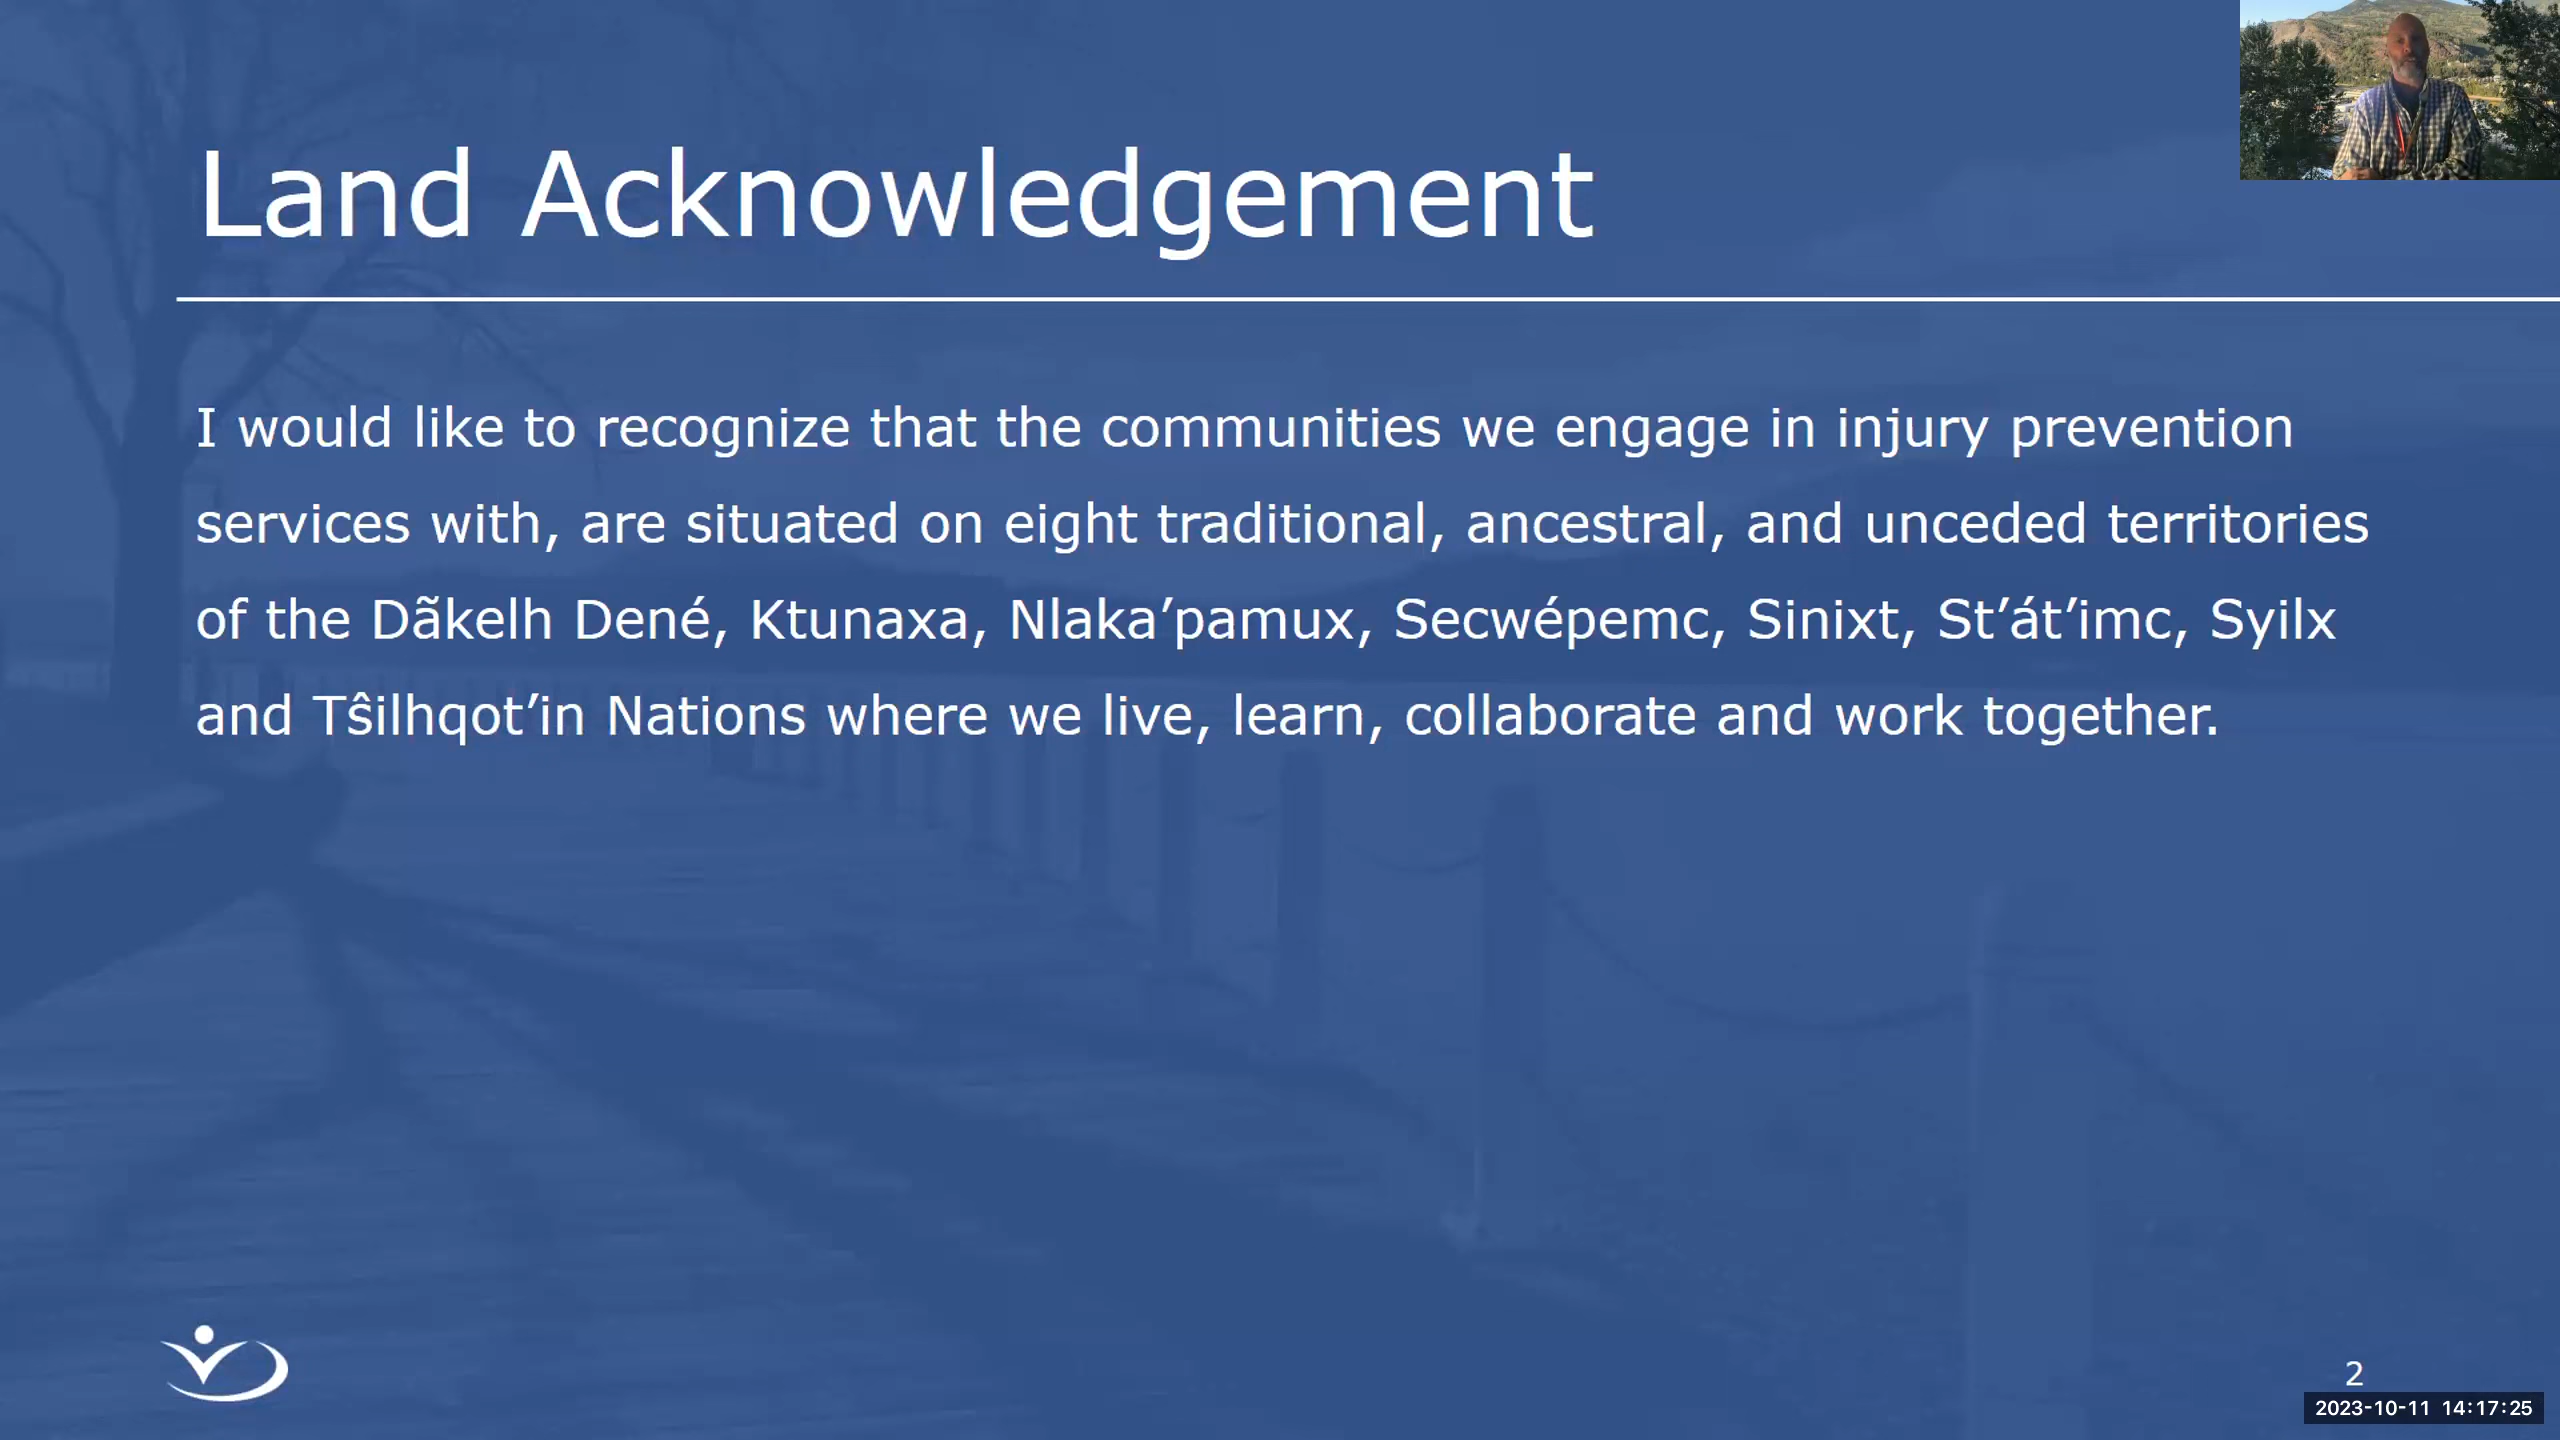 Land Acknowledgement
I would like to recognize that the communities we engage in injury prevention
services with, are situated on eight traditional, ancestral, and unceded territories
of the Dãkelh Dené, Ktunaxa, Nlaka’pamux, Secwépemc, Sinixt, St’át’imc, Syilx
and Tŝilhqot’in Nations where we live, learn, collaborate and work together.
2
2023-10-11 14:17:25